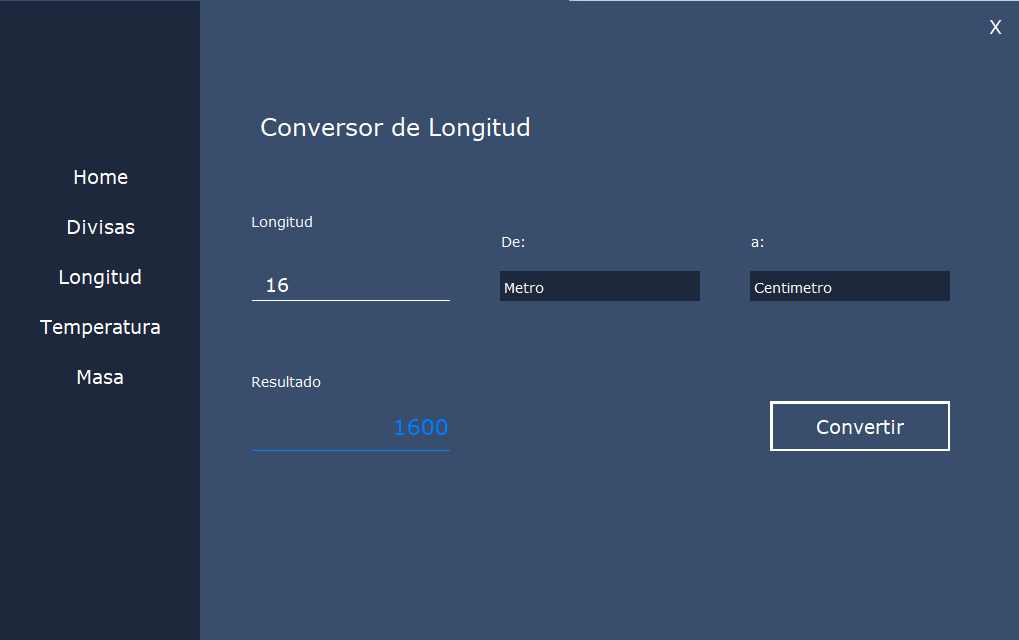 X
Conversor de Longitud
Home
Divisas
Longitud
Temperatura
Masa
Longitud
De:
a:
16
Metro
Centimetro
Resultado
1600
Convertir